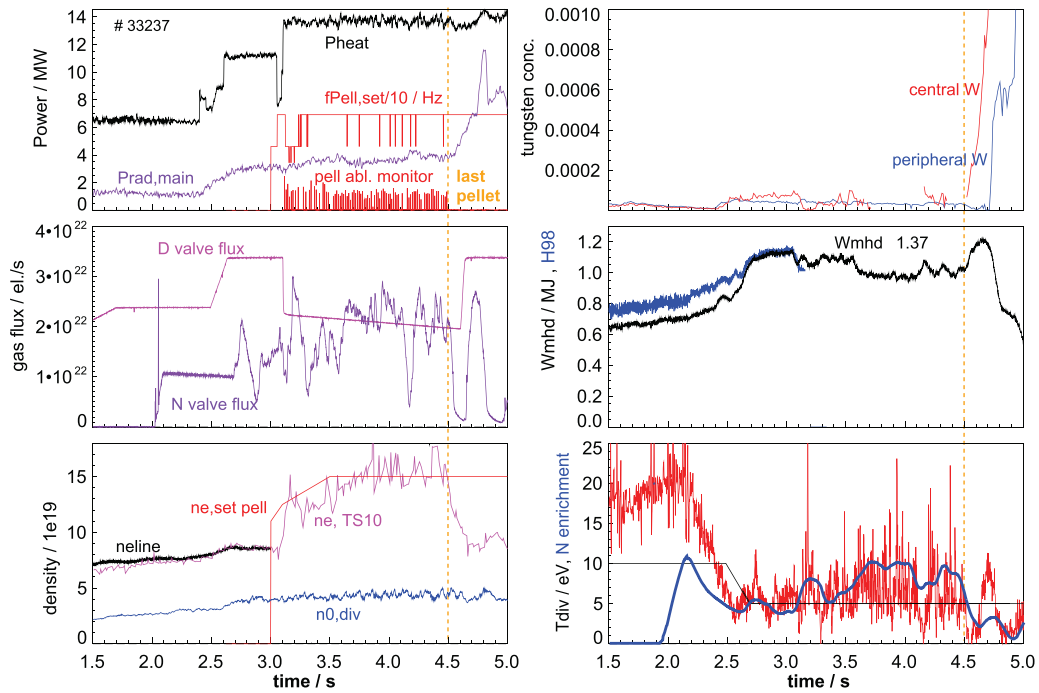 # 33237
Pheat
fPell,set/10 / Hz
Prad,main
pell abl. monitor
last
pellet
Power / MW
14
12
10
8
6
4
2
0
tungsten conc.
0.0010
0.0008
0.0006
0.0004
0.0002
central W
peripheral W
gas flux / el./s
4•10²²
3•10²²
2•10²²
1•10²²
0
D valve flux
N valve flux
Wmhd / MJ , H98
1.2
1.0
0.8
0.6
0.4
0.2
0.0
Wmhd 1.37
density / 1e19
15
10
5
0
ne,set pell
ne, TS10
neline
n0,div
1.5 2.0 2.5 3.0 3.5 4.0 4.5 5.0
time / s
Tdiv / eV, N enrichment
25
20
15
10
5
0
1.5 2.0 2.5 3.0 3.5 4.0 4.5 5.0
time / s